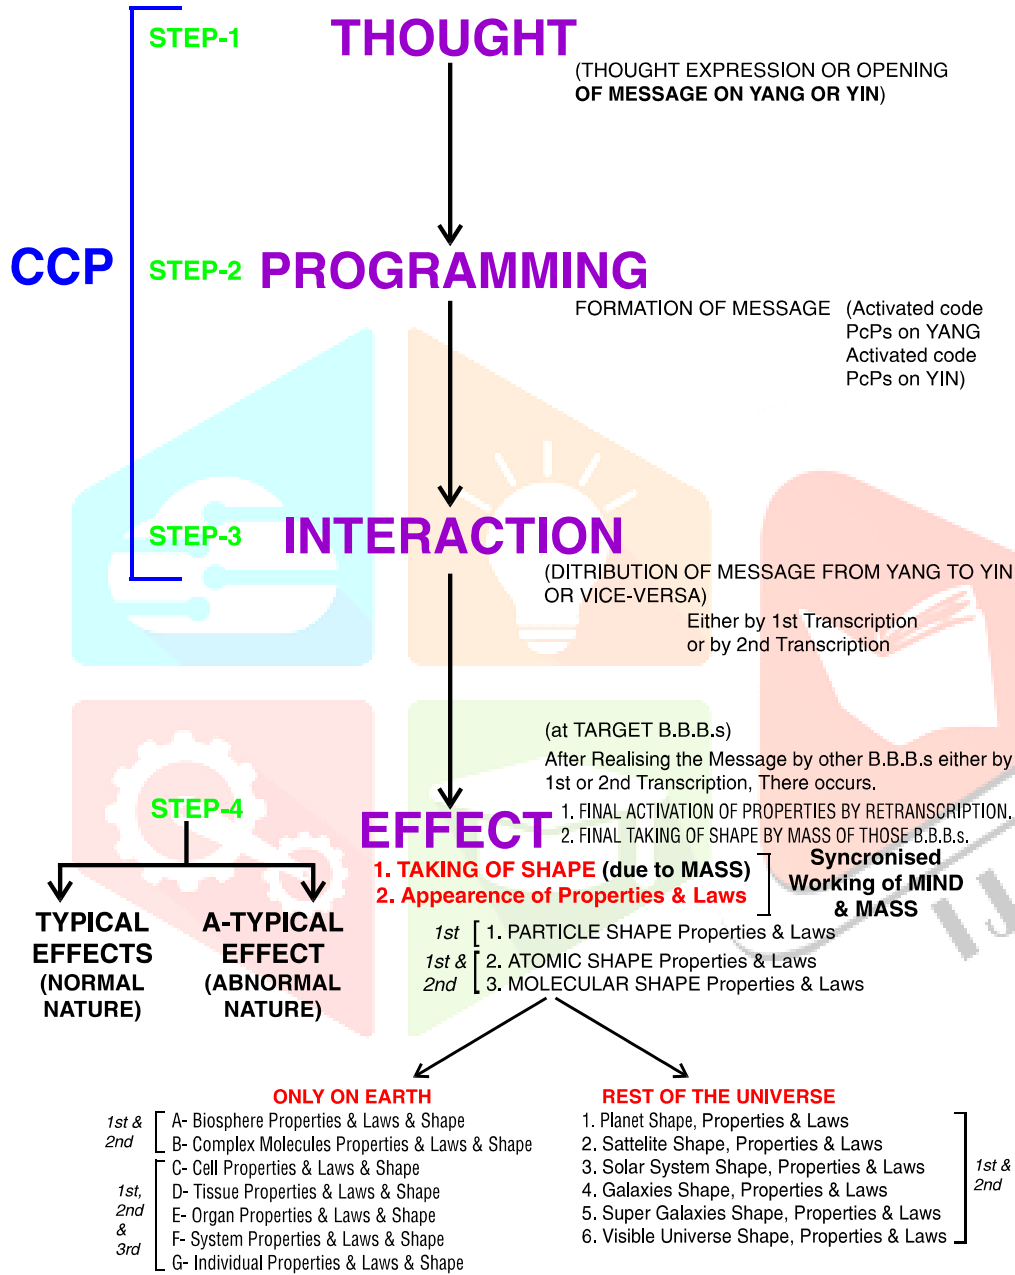 STEP-1
THOUGHT
(THOUGHT EXPRESSION OR OPENING
OF MESSAGE ON YANG OR YIN)
CCP
STEP-2
PROGRAMMING
FORMATION OF MESSAGE (Activated code
PcPs on YANG
Activated code
PcPs on YIN)
STEP-3
INTERACTION
(DITRIBUTION OF MESSAGE FROM YANG TO YIN
OR VICE-VERSA)
Either by 1st Transcription
or by 2nd Transcription
(at TARGET B.B.B.s)
After Realising the Message by other B.B.B.s either by
1st or 2nd Transcription, There occurs.
1. FINAL ACTIVATION OF PROPERTIES BY RETRANSCRIPTION.
2. FINAL TAKING OF SHAPE BY MASS OF THOSE B.B.B.s.
STEP-4
EFFECT
1. TAKING OF SHAPE (due to MASS)
2. Appearence of Properties & Laws
Syncronised
Working of MIND
& MASS
TYPICAL
EFFECTS
(NORMAL
NATURE)
A-TYPICAL
EFFECT
(ABNORMAL
NATURE)
1st
1. PARTICLE SHAPE Properties & Laws
1st &
2nd
2. ATOMIC SHAPE Properties & Laws
3. MOLECULAR SHAPE Properties & Laws
ONLY ON EARTH
1st &
2nd
A- Biosphere Properties & Laws & Shape
B- Complex Molecules Properties & Laws & Shape
1st,
2nd
&
3rd
C- Cell Properties & Laws & Shape
D- Tissue Properties & Laws & Shape
E- Organ Properties & Laws & Shape
F- System Properties & Laws & Shape
G- Individual Properties & Laws & Shape
REST OF THE UNIVERSE
1. Planet Shape, Properties & Laws
2. Sattelite Shape, Properties & Laws
3. Solar System Shape, Properties & Laws
4. Galaxies Shape, Properties & Laws
5. Super Galaxies Shape, Properties & Laws
6. Visible Universe Shape, Properties & Laws
1st &
2nd
IJ